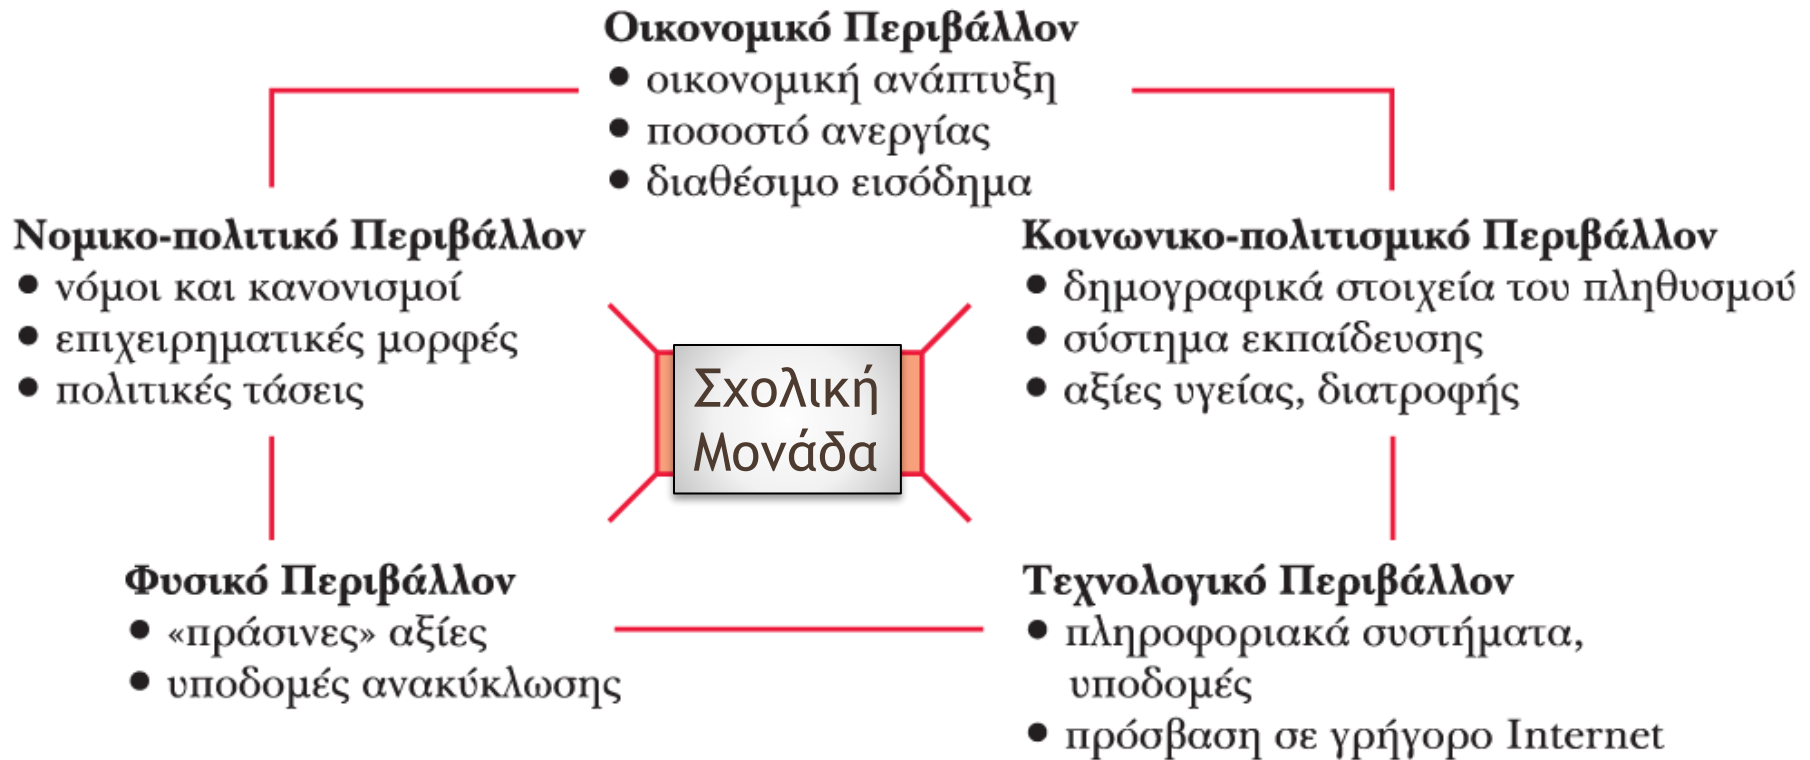 Οικονομικό Περιβάλλον
• οικονομική ανάπτυξη
• ποσοστό ανεργίας
• διαθέσιμο εισόδημα
Νομικο-πολιτικό Περιβάλλον
• νόμοι και κανονισμοί
• επιχειρηματικές μορφές
• πολιτικές τάσεις
Κοινωνικο-πολιτισμικό Περιβάλλον
• δημογραφικά στοιχεία του πληθυσμού
• σύστημα εκπαίδευσης
• αξίες υγείας, διατροφής
Σχολική
Μονάδα
Φυσικό Περιβάλλον
• «πράσινες» αξίες
• υποδομές ανακύκλωσης
Τεχνολογικό Περιβάλλον
• πληροφοριακά συστήματα,
υποδομές
• πρόσβαση σε γρήγορο Internet